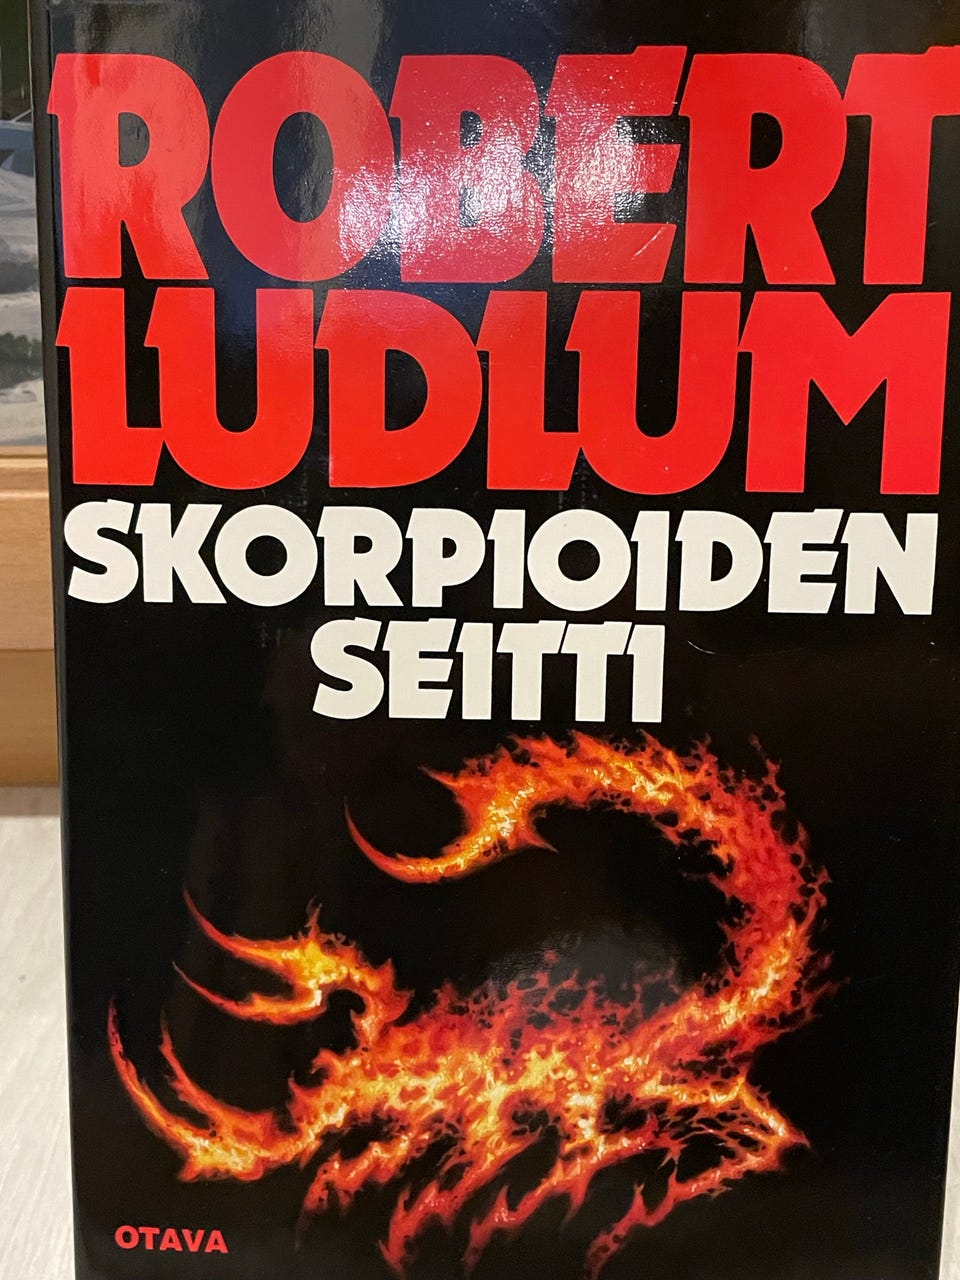 ROBERT
LUDLUM
SKORPIOIDEN
SEITTI
OTAVA